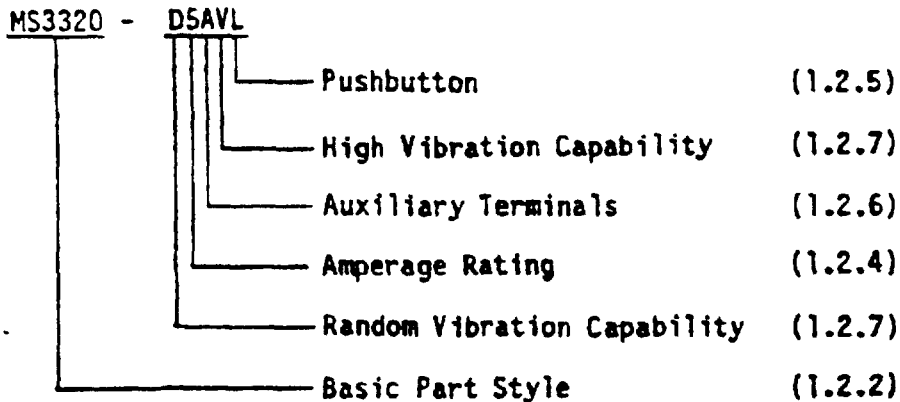 MS3320 - D5AVL
Pushbutton (1.2.5)
High Vibration Capability (1.2.7)
Auxiliary Terminals (1.2.6)
Amperage Rating (1.2.4)
Random Vibration Capability (1.2.7)
Basic Part Style (1.2.2)